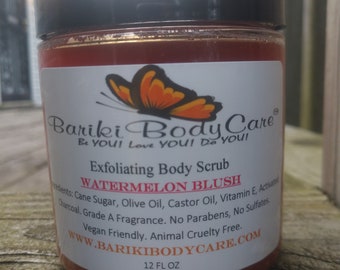 Bariki Body Care™
Be YOU! Love YOU! Do YOU!
Exfoliating Body Scrub
WATERMELON BLUSH
Ingredients: Cane Sugar, Olive Oil, Castor Oil, Vitamin E, Activated
Charcoal, Grade A Fragrance. No Parabens, No Sulfates.
Vegan Friendly. Animal Cruelty Free.
WWW.BARIKIBODYCARE.COM
12 FL OZ